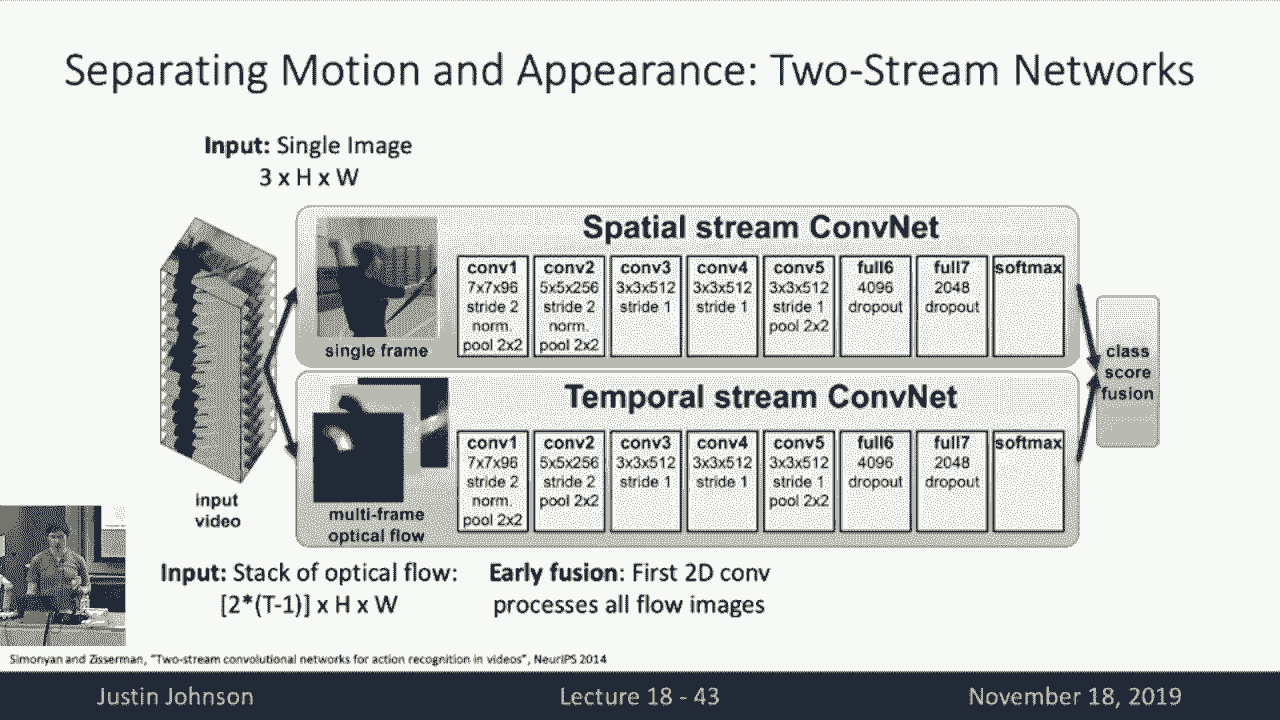 Separating Motion and Appearance: Two-Stream Networks
Input: Single Image
3 x H x W
Spatial stream ConvNet
conv1
7x7x96
stride 2
norm.
pool 2x2
conv2
5x5x256
stride 2
norm.
pool 2x2
conv3
3x3x512
stride 1
conv4
3x3x512
stride 1
conv5
3x3x512
stride 1
pool 2x2
full6
4096
dropout
full7
2048
dropout
softmax
single frame
Temporal stream ConvNet
conv1
7x7x96
stride 2
norm.
pool 2x2
conv2
5x5x256
stride 2
pool 2x2
conv3
3x3x512
stride 1
conv4
3x3x512
stride 1
conv5
3x3x512
stride 1
pool 2x2
full6
4096
dropout
full7
2048
dropout
softmax
multi-frame
optical flow
class
score
fusion
input
video
Input: Stack of optical flow:
[2*(T-1)] x H x W
Early fusion: First 2D conv
processes all flow images
Simonyan and Zisserman, "Two-stream convolutional networks for action recognition in videos", NeurIPS 2014
Justin Johnson
Lecture 18 - 43
November 18, 2019